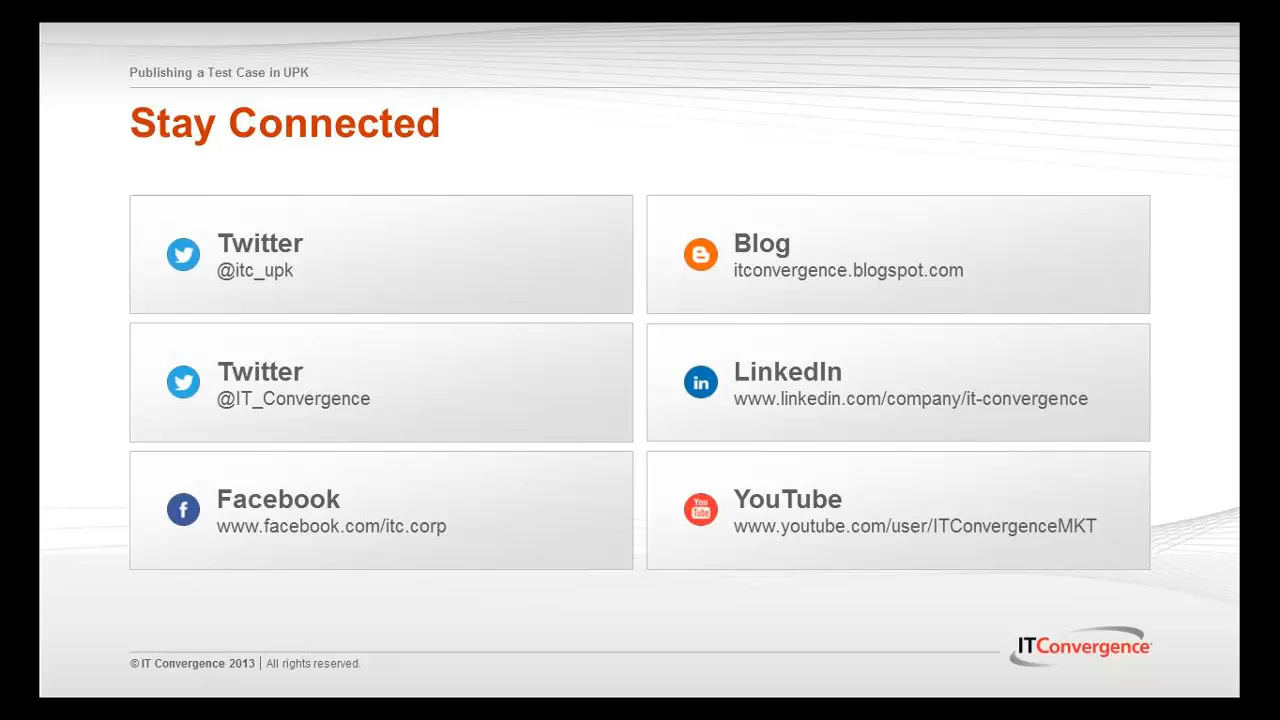 Publishing a Test Case in UPK
Stay Connected
Twitter
@itc_upk
Blog
itconvergence.blogspot.com
Twitter
@IT_Convergence
LinkedIn
www.linkedin.com/company/it-convergence
Facebook
www.facebook.com/itc.corp
You
Tube
YouTube
www.youtube.com/user/ITConvergenceMKT
© IT Convergence 2013 | All rights reserved.
ITConvergence